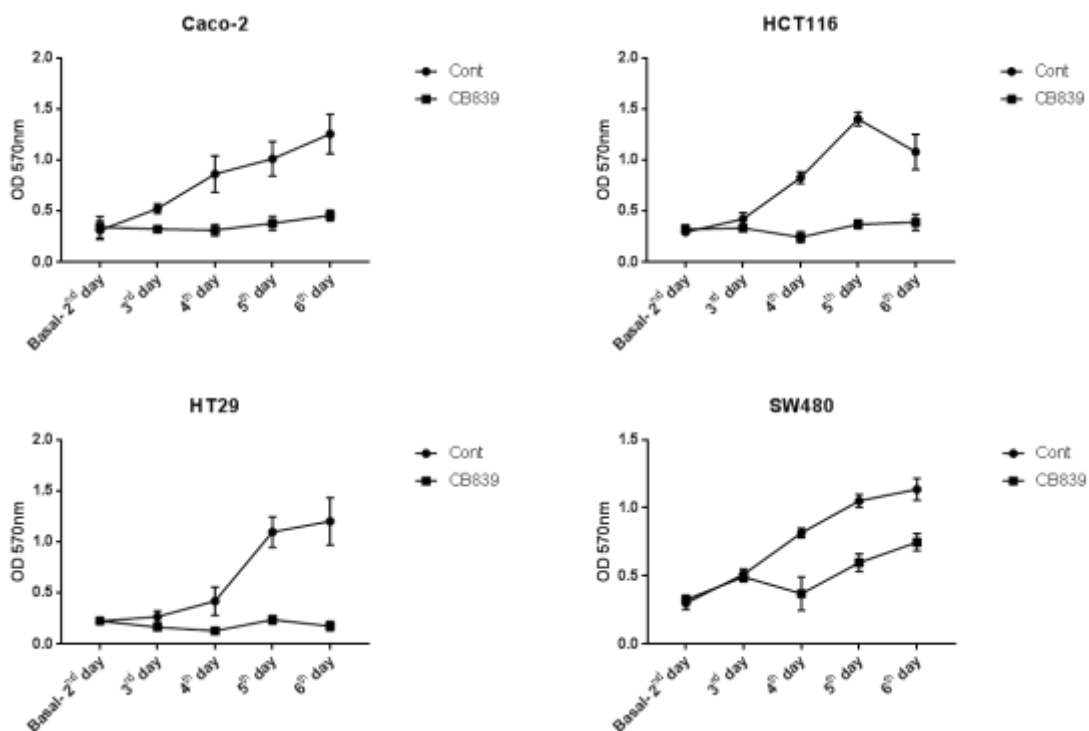 Caco-2
2.0
1.5
1.0
0.5
0.0
OD 570nm
Basal- 2nd day
3rd day
4th day
5th day
6th day
Cont
CB839
HCT116
2.0
1.5
1.0
0.5
0.0
OD 570nm
Basal- 2nd day
3rd day
4th day
5th day
6th day
Cont
CB839
HT29
2.0
1.5
1.0
0.5
0.0
OD 570nm
Basal- 2nd day
3rd day
4th day
5th day
6th day
Cont
CB839
SW480
1.5
1.0
0.5
0.0
OD 570nm
Basal- 2nd day
3rd day
4th day
5th day
6th day
Cont
CB839